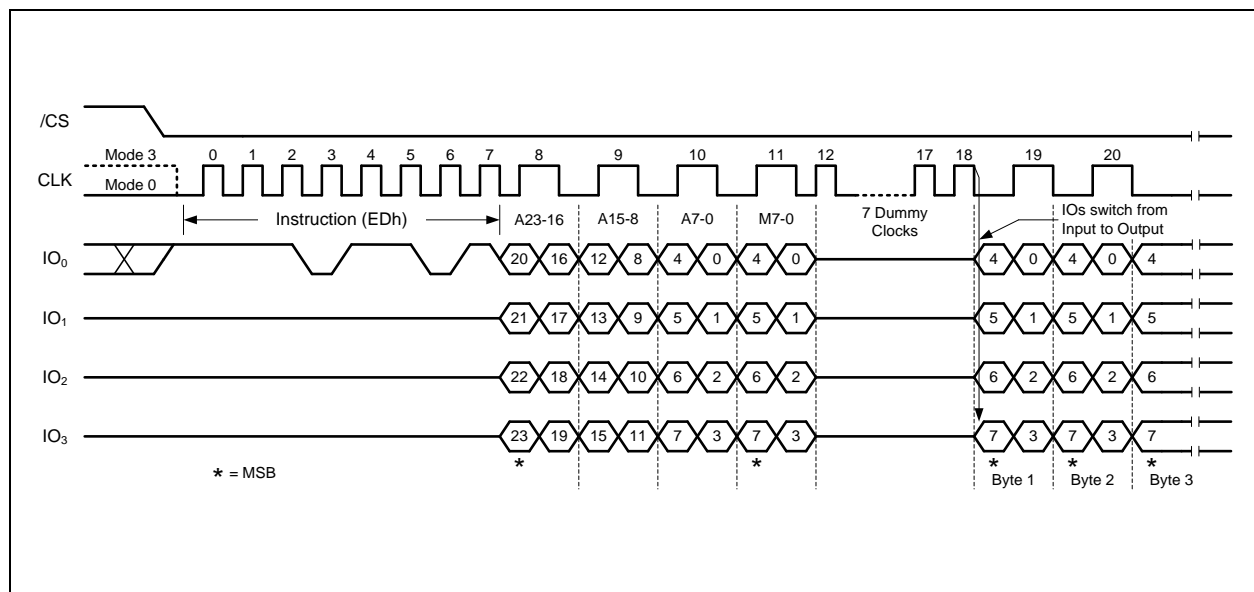 /CS
Mode 3 0 1 2 3 4 5 6 7 8 9 10 11 12 17 18 19 20
CLK Mode 0
Instruction (EDh) A23-16 A15-8 A7-0 M7-0 7 Dummy Clocks IOs switch from Input to Output
IO0 20 16 12 8 4 0 4 0 4 0 4 0 4
IO1 21 17 13 9 5 1 5 1 5 1 5 1 5
IO2 22 18 14 10 6 2 6 2 6 2 6 2 6
IO3 23 19 15 11 7 3 7 3 7 3 7 3 7
* * * * *
* = MSB Byte 1 Byte 2 Byte 3